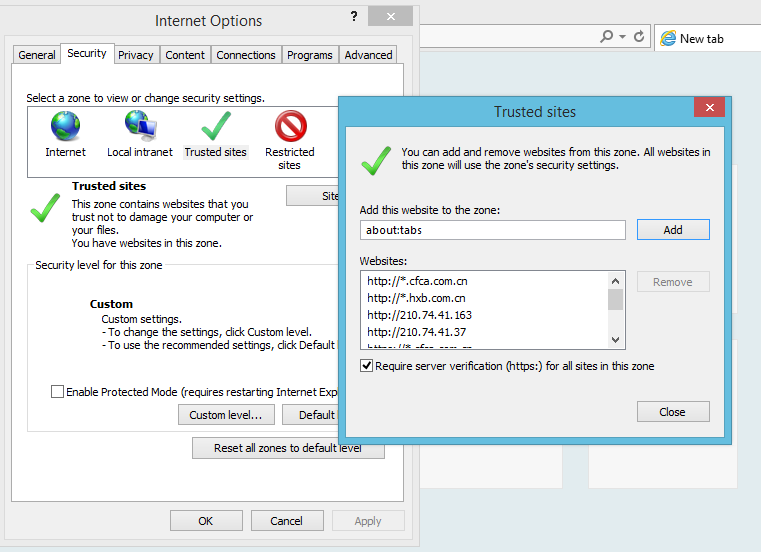 Internet Options
?
New tab
General Security Privacy Content Connections Programs Advanced
Select a zone to view or change security settings.
Internet
Local intranet
Trusted sites
Restricted
sites
Trusted sites
This zone contains websites that you
trust not to damage your computer or
your files.
You have websites in this zone.
Security level for this zone
Custom
Custom settings.
- To change the settings, click Custom level.
- To use the recommended settings, click Default
Enable Protected Mode (requires restarting Internet
Custom level...
Default
Reset all zones to default level
OK
Cancel
Apply
Trusted sites
You can add and remove websites from this zone. All websites in
this zone will use the zone's security settings.
Add this website to the zone:
about:tabs
Add
Websites:
http://*.cfca.com.cn
http://*.hxb.com.cn
http://210.74.41.163
http://210.74.41.37
Remove
Require server verification (https:) for all sites in this zone
Close